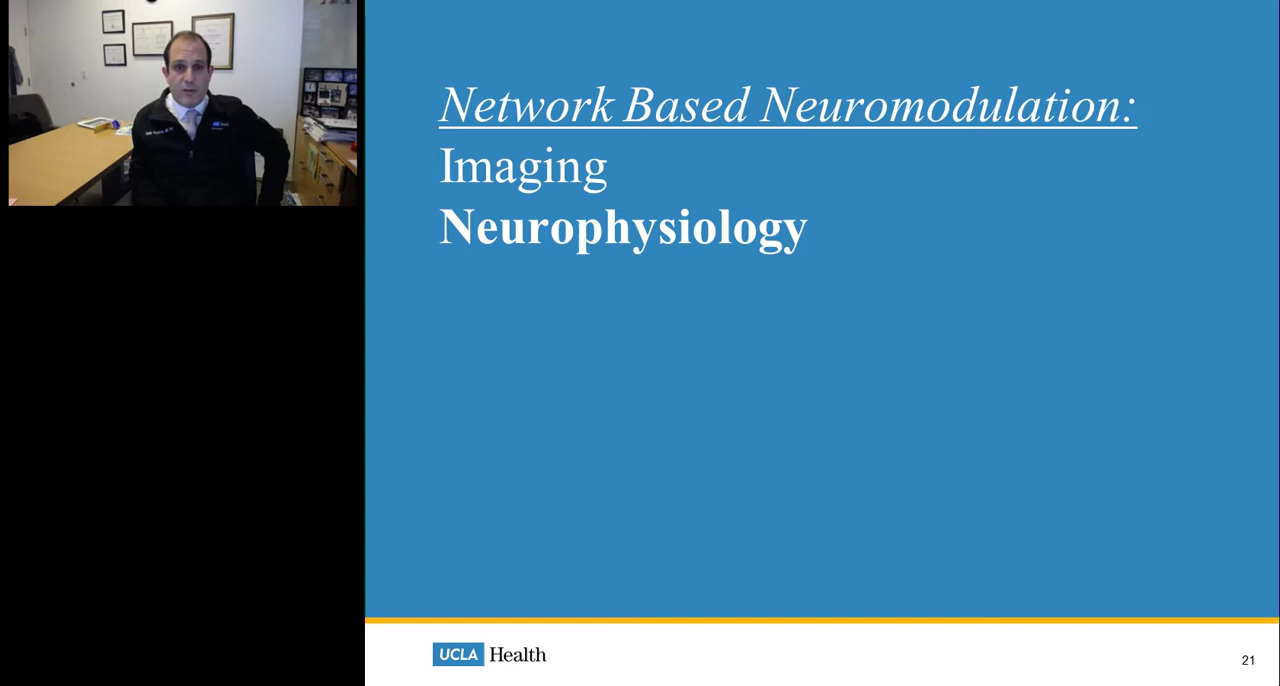 Network Based Neuromodulation:
Imaging
Neurophysiology
UCLA Health
21